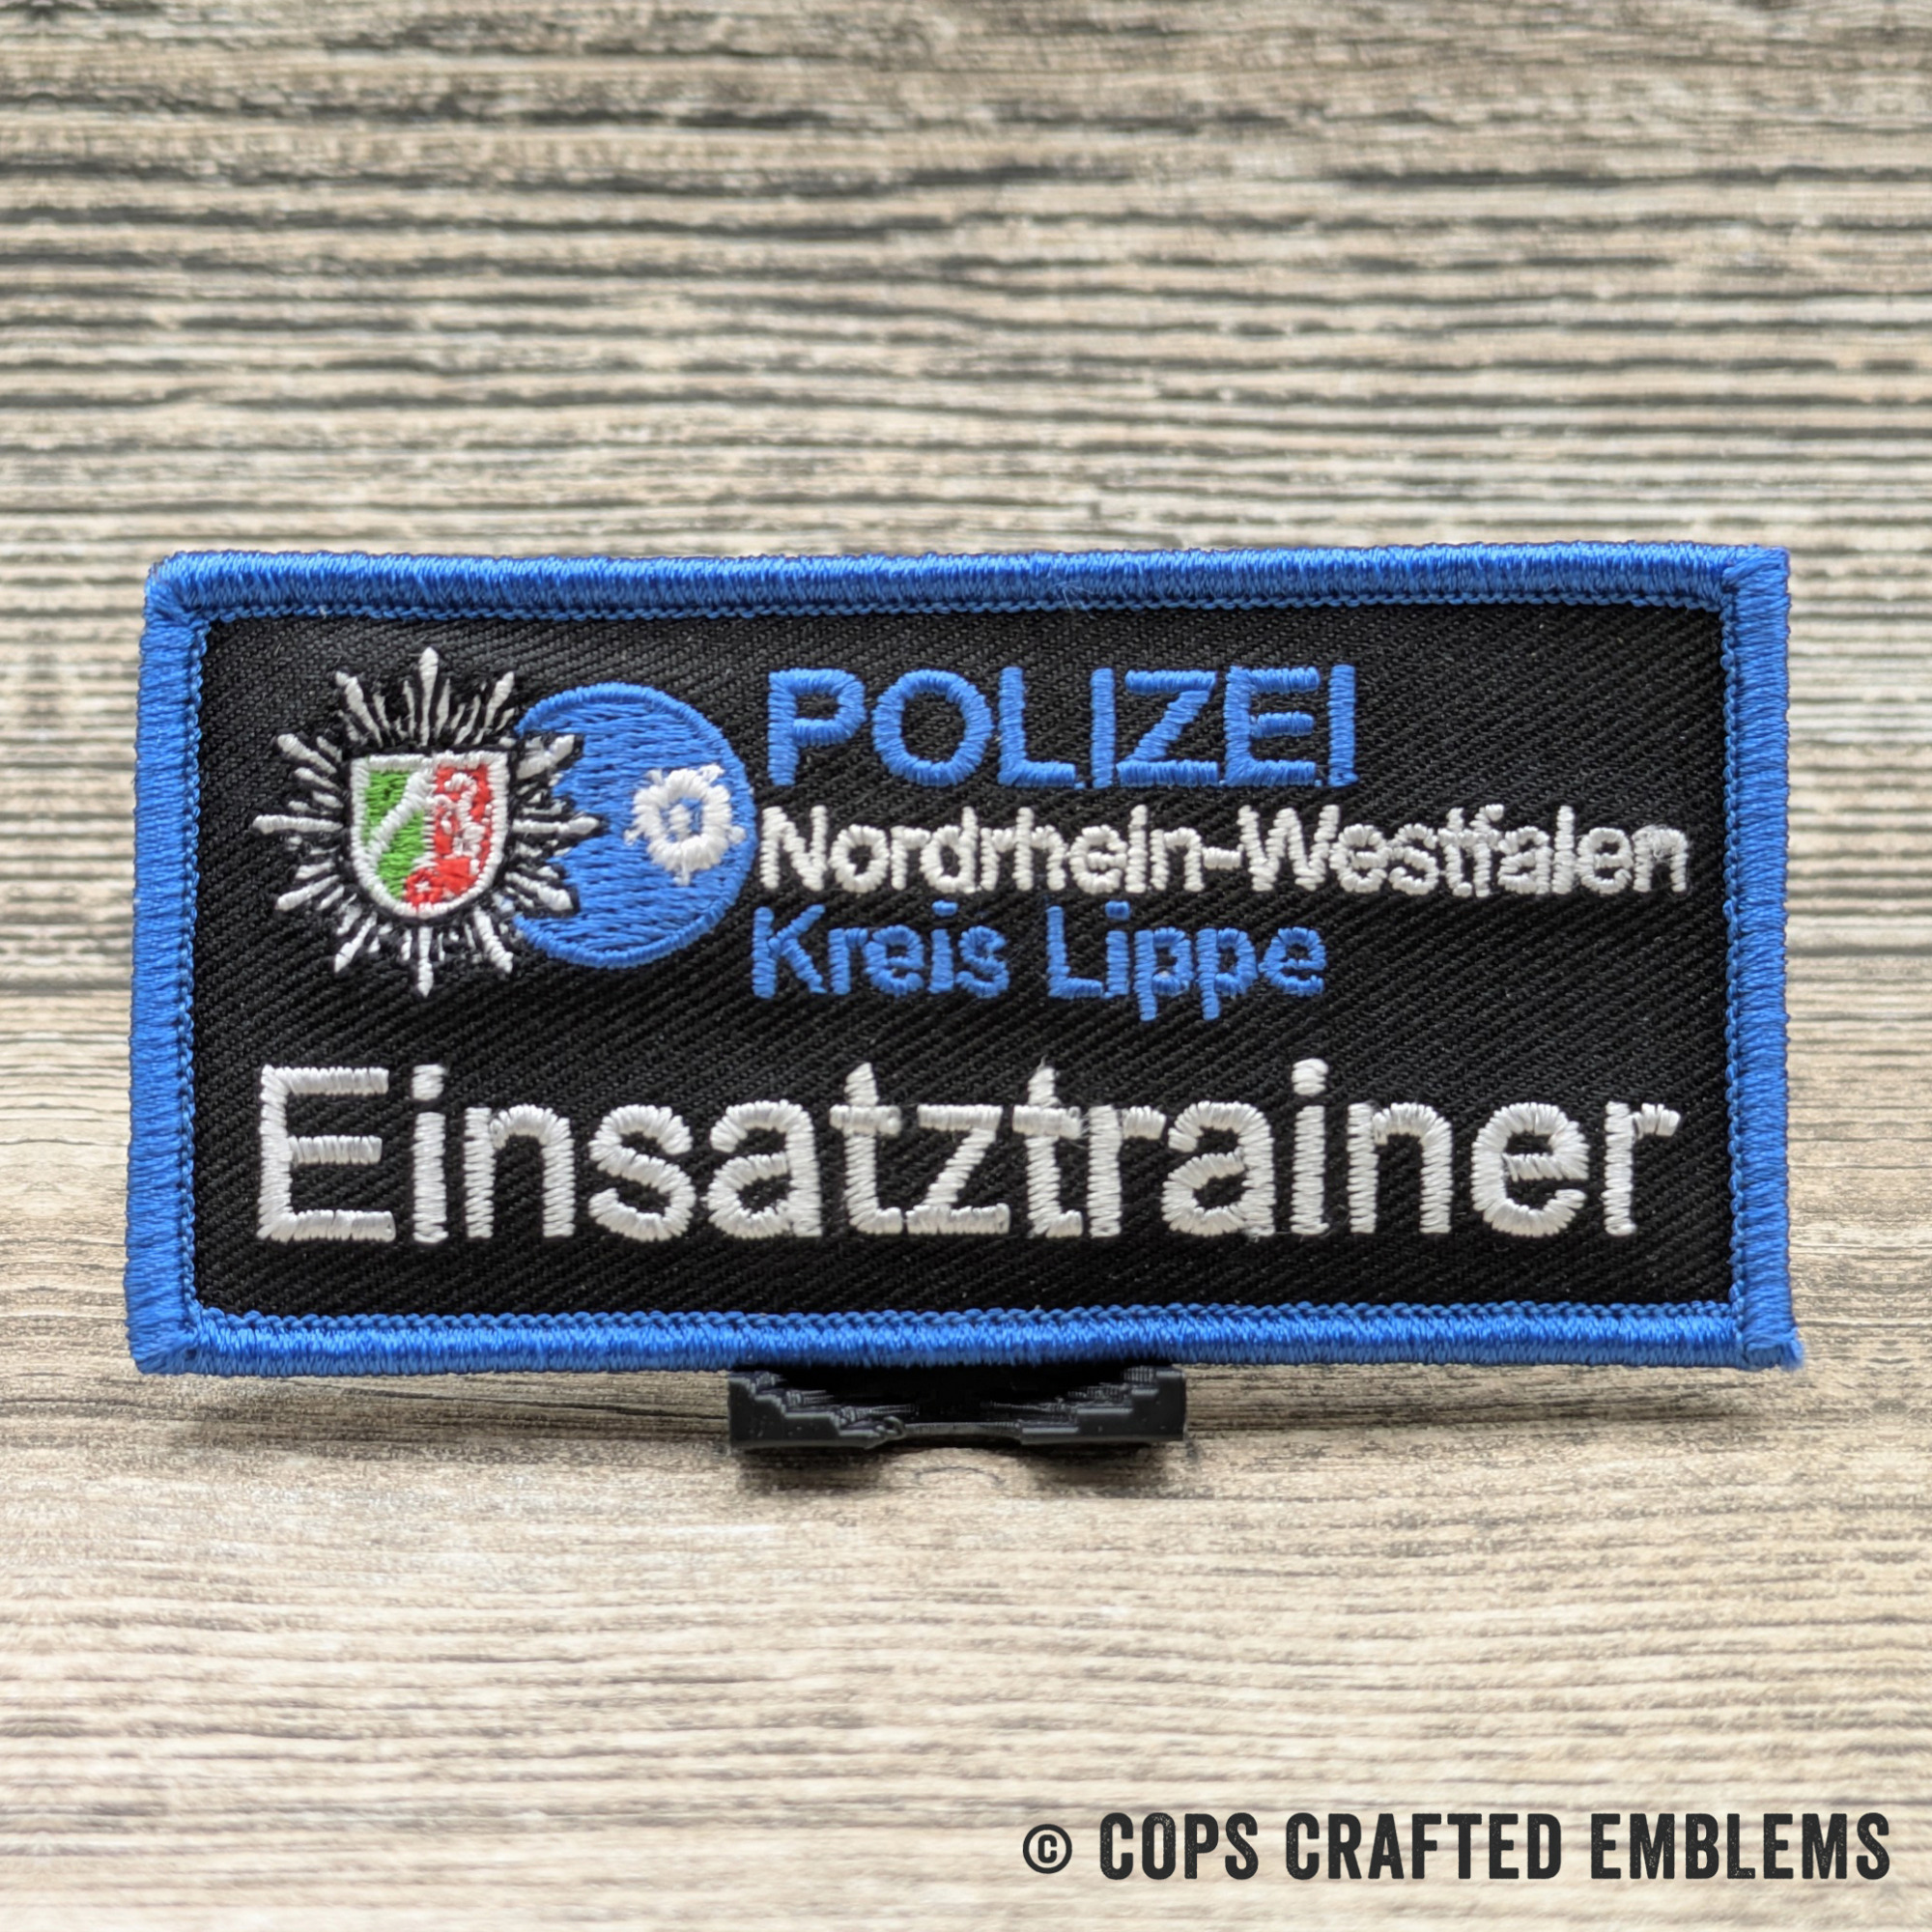 POLIZEI
Nordrhein-Westfalen
Kreis Lippe
Einsatztrainer
© COPS CRAFTED EMBLEMS